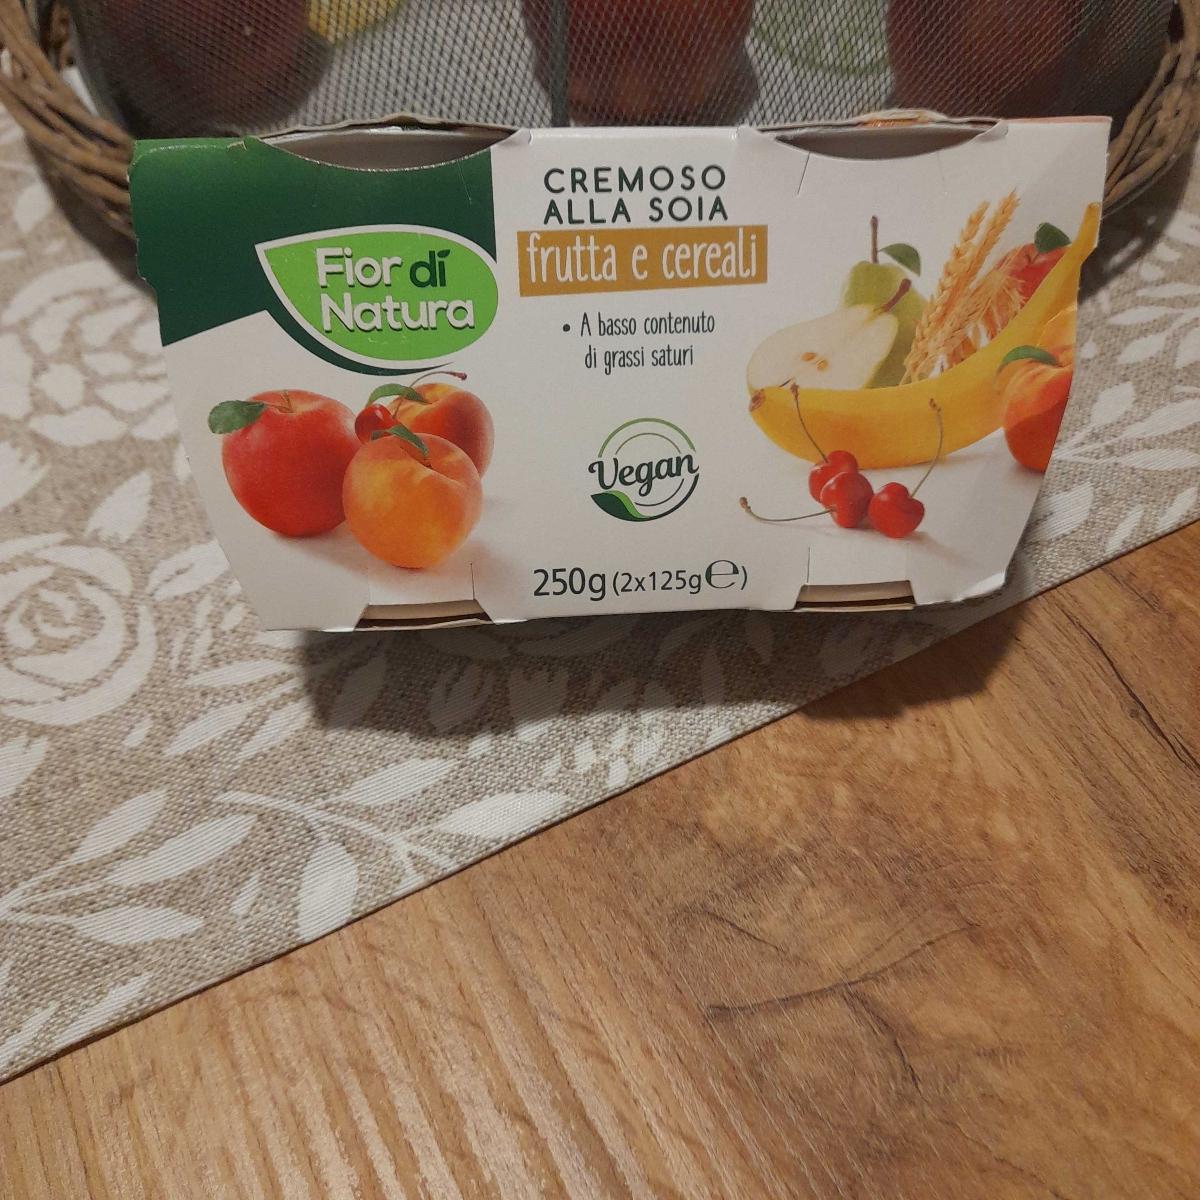 Fior di
Natura
CREMOSO
ALLA SOIA
frutta e cereali
• A basso contenuto
di grassi saturi
Vegan
250g (2x125g ℮)